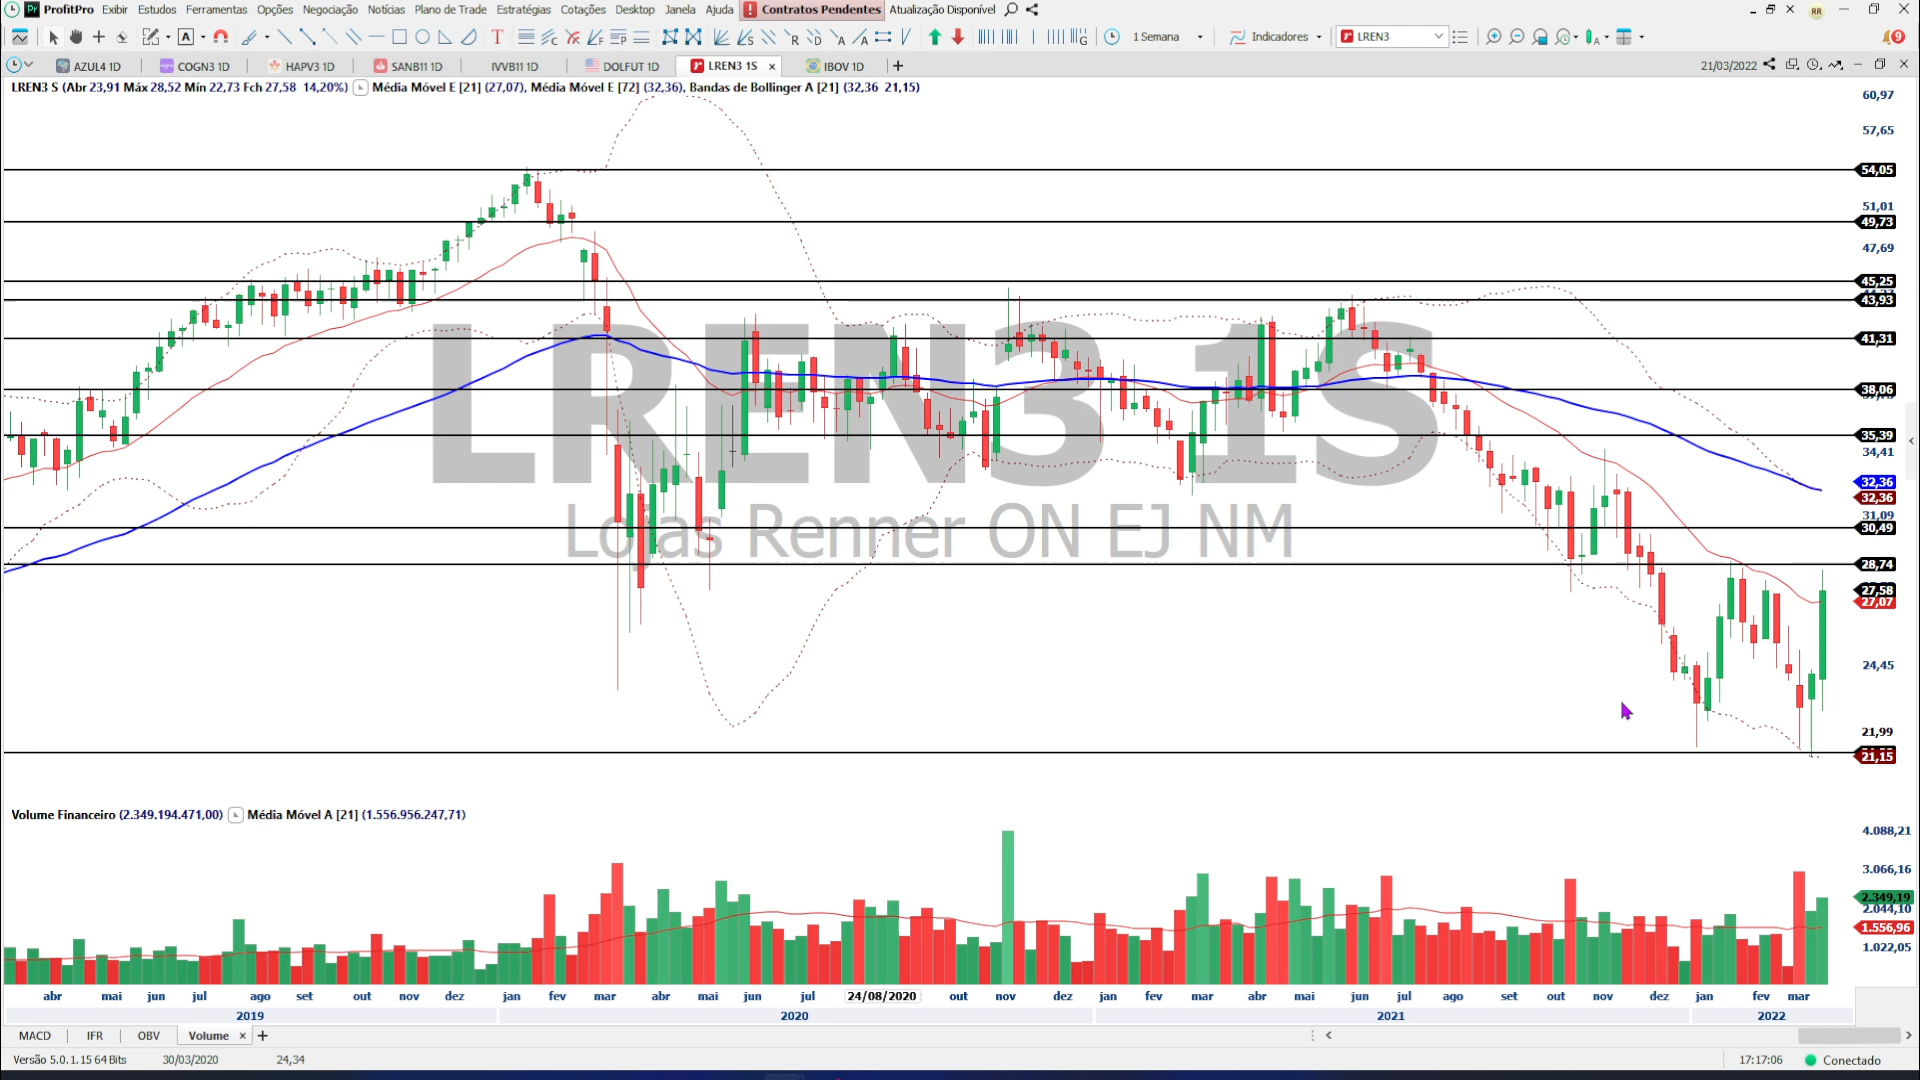 ProfitPro Exibir Estudos Ferramentas Opções Negociação Notícias Plano de Trade Estratégias Cotações Desktop Janela Ajuda ! Contratos Pendentes Atualização Disponível RR
A T R D A A G 1 Semana Indicadores LREN3 9
AZUL4 1D COGN3 1D HAPV3 1D SANB11 1D IVVB11 1D DOLFUT 1D LREN3 1S × IBOV 1D + 21/03/2022
LREN3 S (Abr 23,91 Máx 28,52 Mín 22,73 Fch 27,58 14,20%) Média Móvel E [21] (27,07), Média Móvel E [72] (32,36), Bandas de Bollinger A [21] (32,36 21,15)
60,97
57,65
54,05
51,01
49,73
47,69
45,25
43,93
41,31
38,06
35,39
34,41
32,36
32,36
31,09
30,49
28,74
27,58
27,07
24,45
21,99
21,15
LREN3 1S
Lojas Renner ON EJ NM
Volume Financeiro (2.349.194.471,00) Média Móvel A [21] (1.556.956.247,71)
4.088,21
3.066,16
2.349,19
2.044,10
1.556,96
1.022,05
abr mai jun jul ago set out nov dez jan fev mar abr mai jun jul 24/08/2020 out nov dez jan fev mar abr mai jun jul ago set out nov dez jan fev mar
2019 2020 2021 2022
MACD IFR OBV Volume × +
Versão 5.0.1.15 64 Bits 30/03/2020 24,34 17:17:06 Conectado